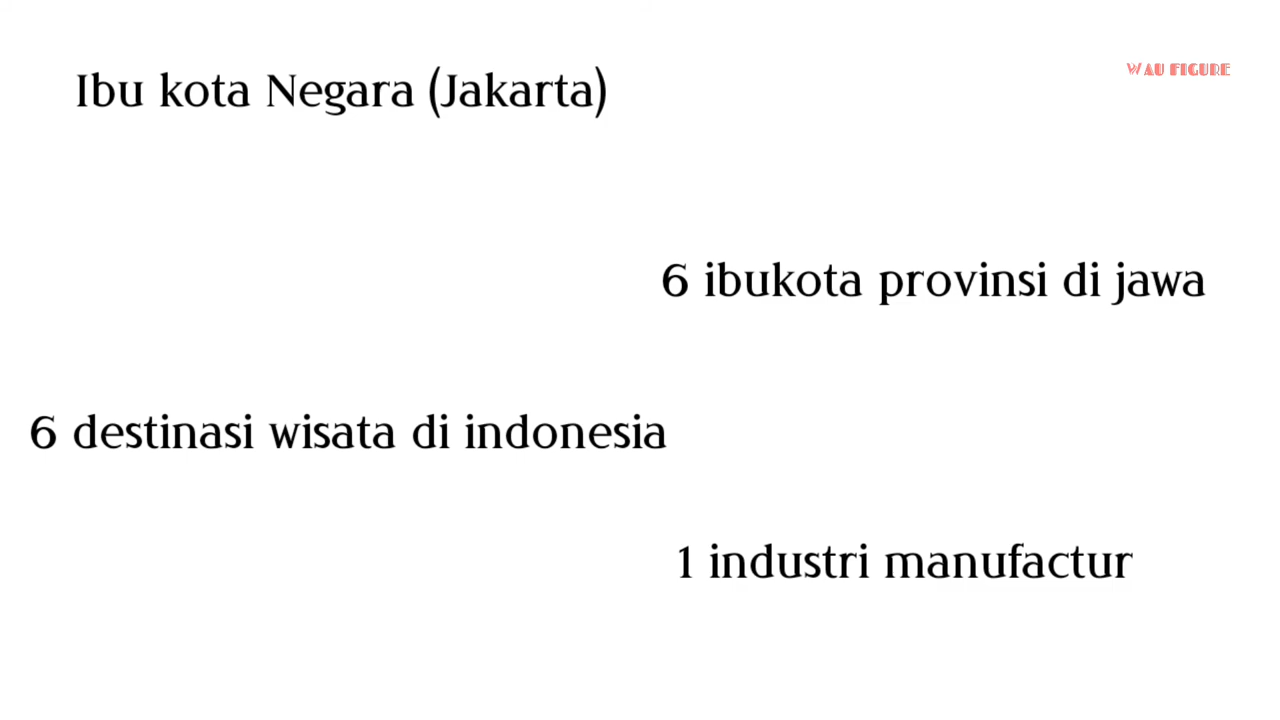 Ibu kota Negara (Jakarta)
WAU FIGURE
6 ibukota provinsi di jawa
6 destinasi wisata di indonesia
1 industri manufactur